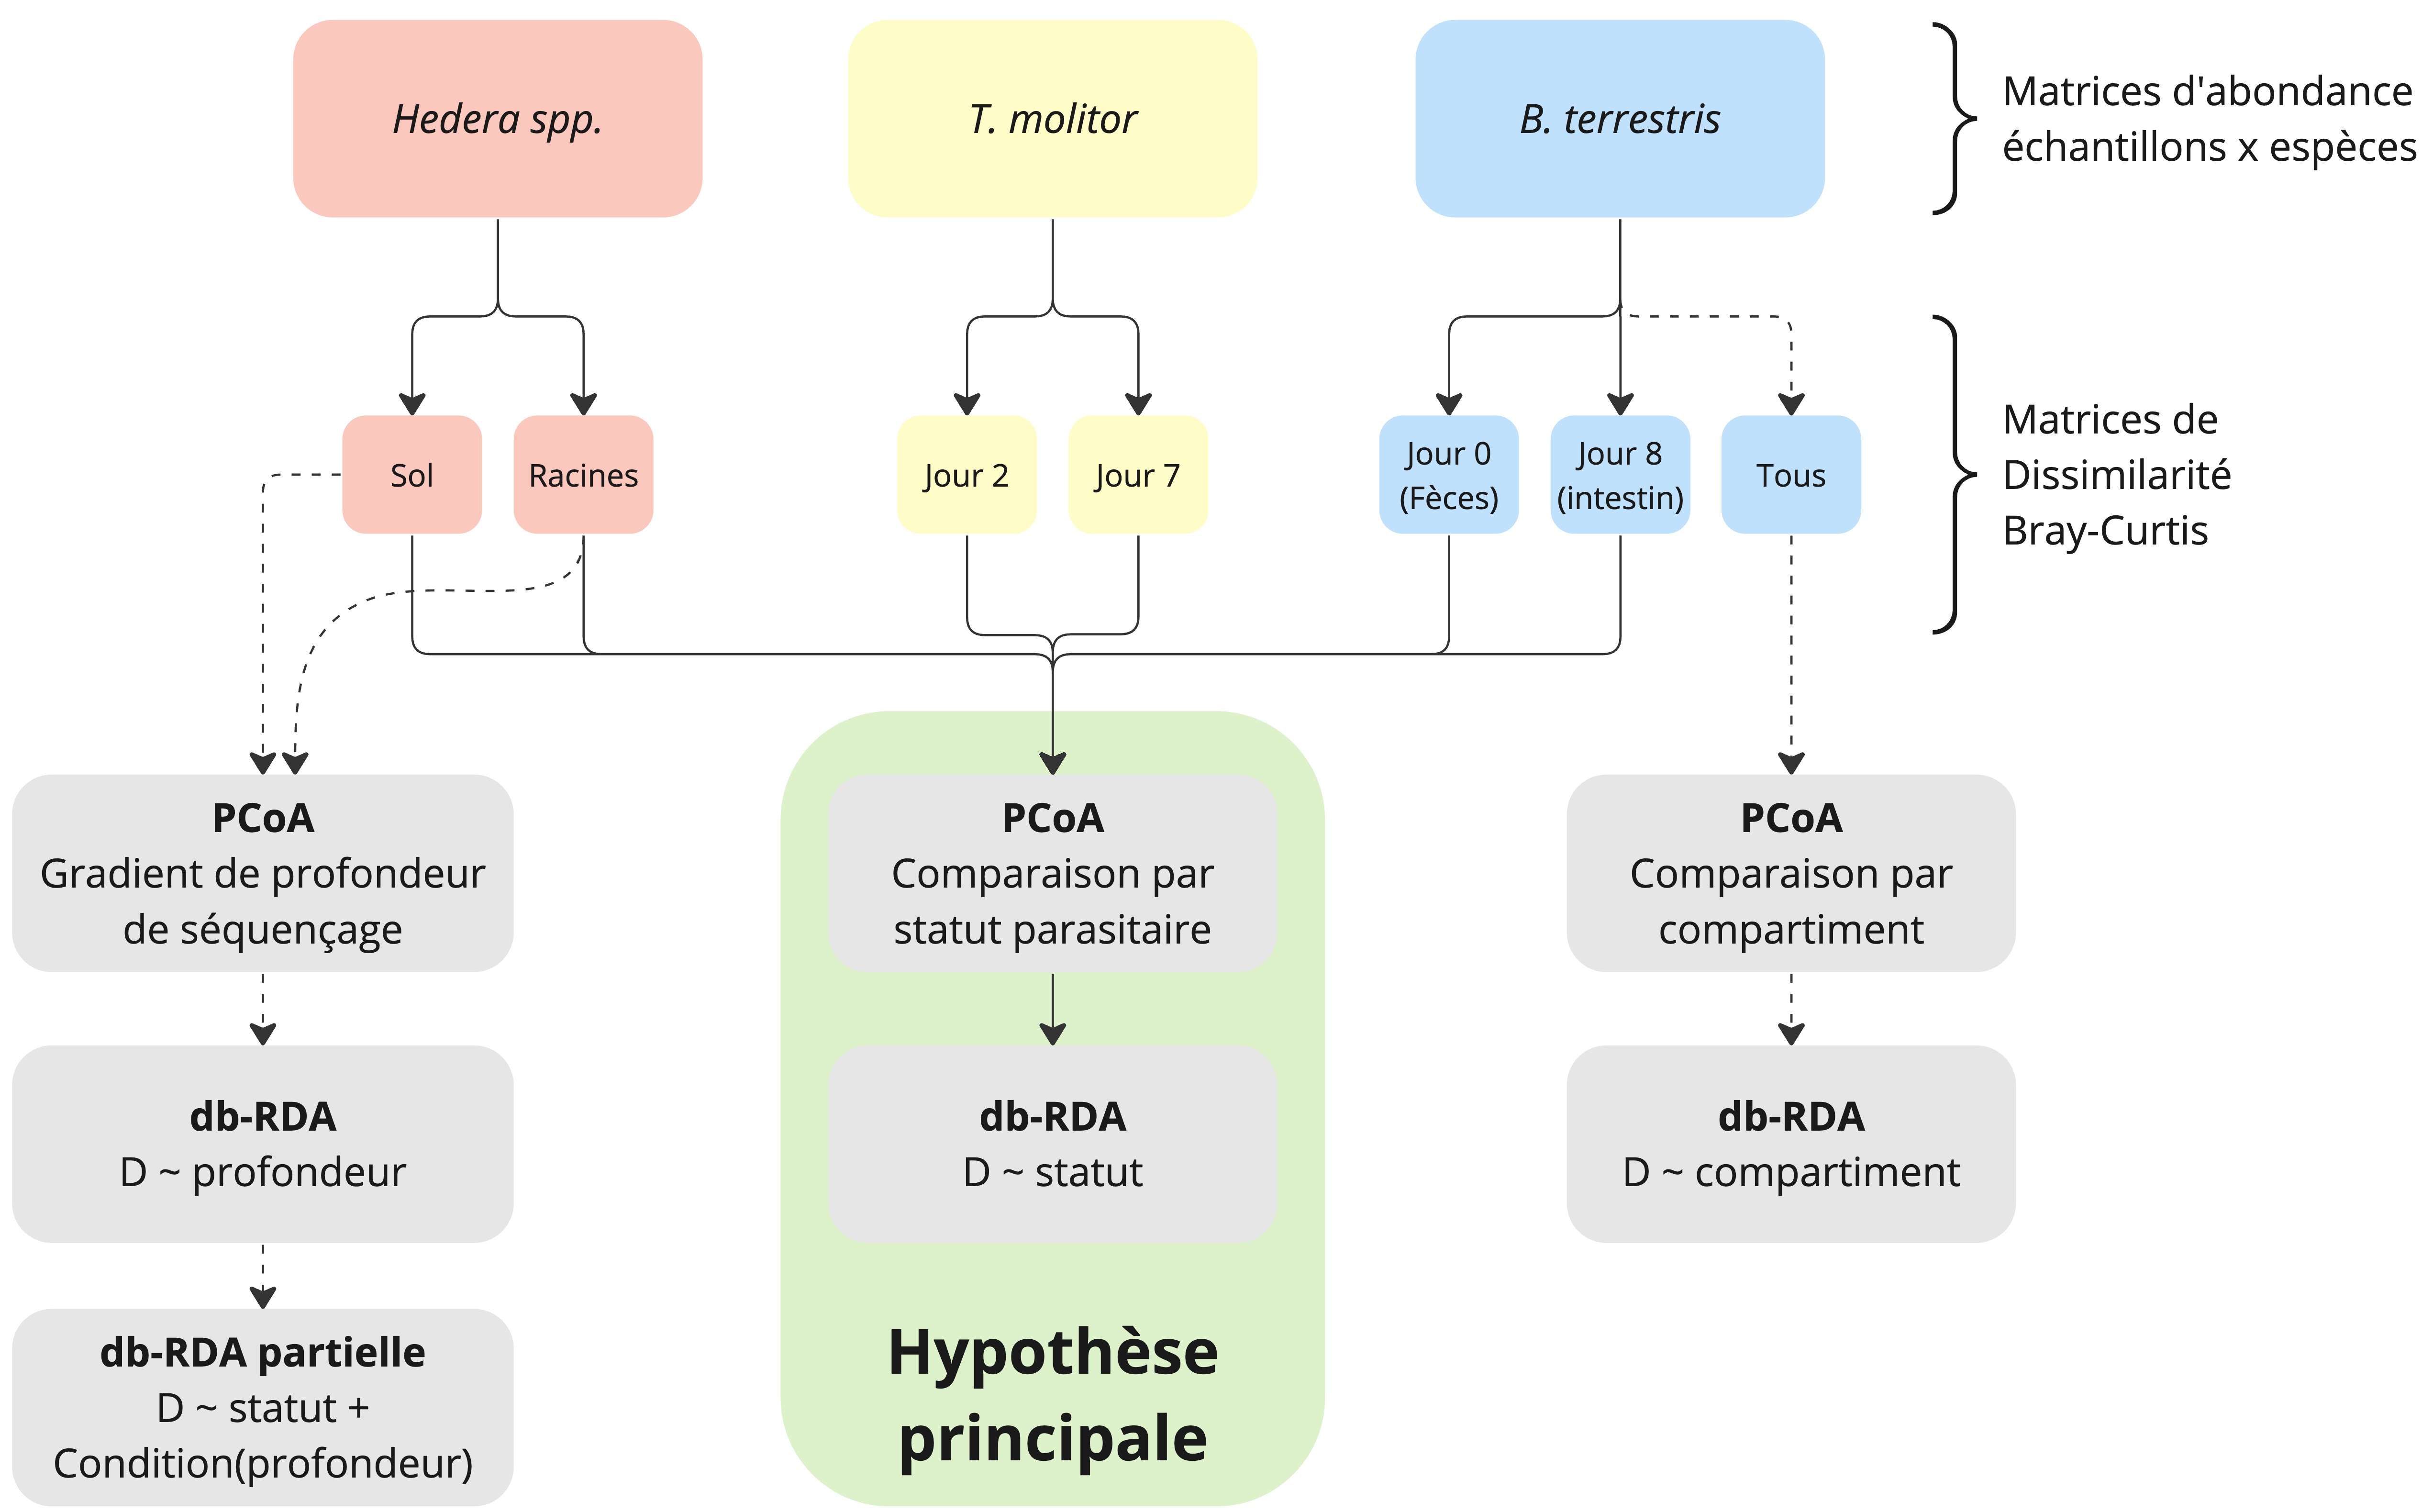 Hedera spp.
T. molitor
B. terrestris
Matrices d'abondance
échantillons x espèces
Sol
Racines
Jour 2
Jour 7
Jour 0
(Fèces)
Jour 8
(intestin)
Tous
Matrices de
Dissimilarité
Bray-Curtis
PCoA
Gradient de profondeur
de séquençage
PCoA
Comparaison par
statut parasitaire
PCoA
Comparaison par
compartiment
db-RDA
D ~ profondeur
db-RDA
D ~ statut
db-RDA
D ~ compartiment
db-RDA partielle
D ~ statut +
Condition(profondeur)
Hypothèse
principale